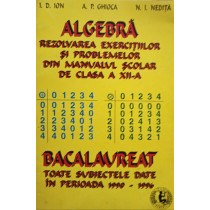 I. D. ION A. P. GHIOCA N. I. NEDIȚA
ALGEBRĂ
REZOLVAREA EXERCIȚIILOR
ȘI PROBLEMELOR
DIN MANUALUL ȘCOLAR
DE CLASA A XII-A
⊕ 0 1 2 3 4 ⊙ 0 1 2 3 4
0 0 1 2 3 4 0 0 0 0 0 0
1 1 2 3 4 0 1 0 1 2 3 4
2 2 3 4 0 1 2 0 2 4 1 3
3 3 4 0 1 2 3 0 3 1 4 2
4 4 0 1 2 3 4 0 4 3 2 1
BACALAUREAT
TOATE SUBIECTELE DATE
ÎN PERIOADA 1990 - 1996